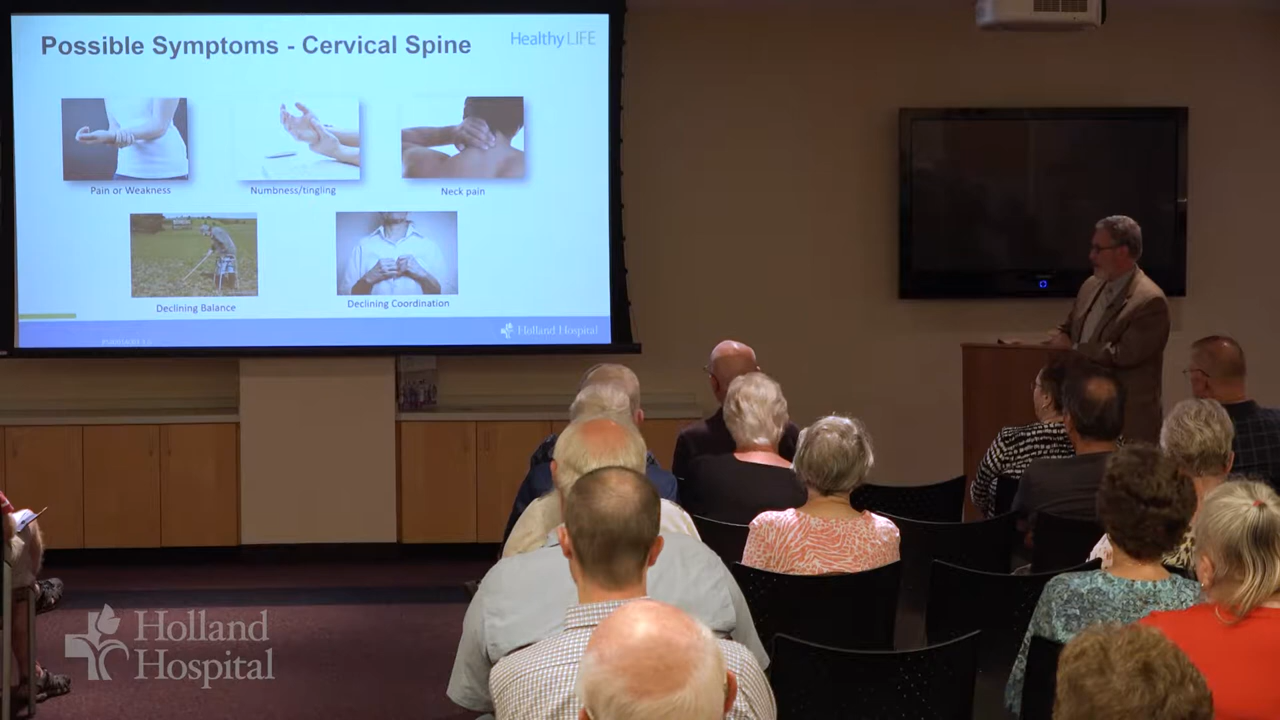 Possible Symptoms - Cervical Spine
HealthyLIFE
Pain or Weakness
Numbness/tingling
Neck pain
Declining Balance
Declining Coordination
Holland Hospital
Holland
Hospital